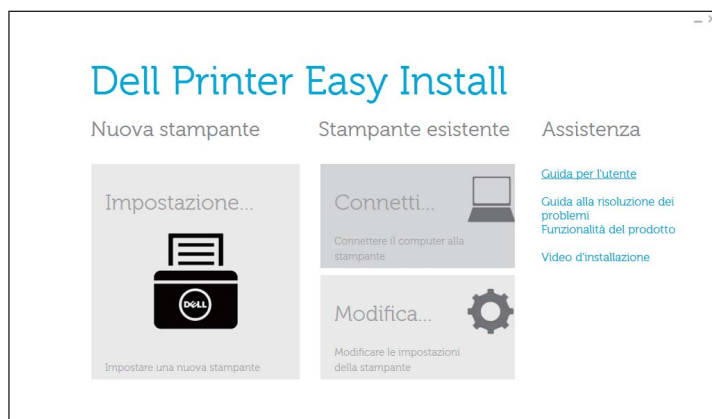 Dell Printer Easy Install
Nuova stampante
Impostazione...
DELL
Impostare una nuova stampante
Stampante esistente
Connetti...
Connettere il computer alla
stampante
Modifica...
Modificare le impostazioni
della stampante
Assistenza
Guida per l'utente
Guida alla risoluzione dei
problemi
Funzionalità del prodotto
Video d'installazione